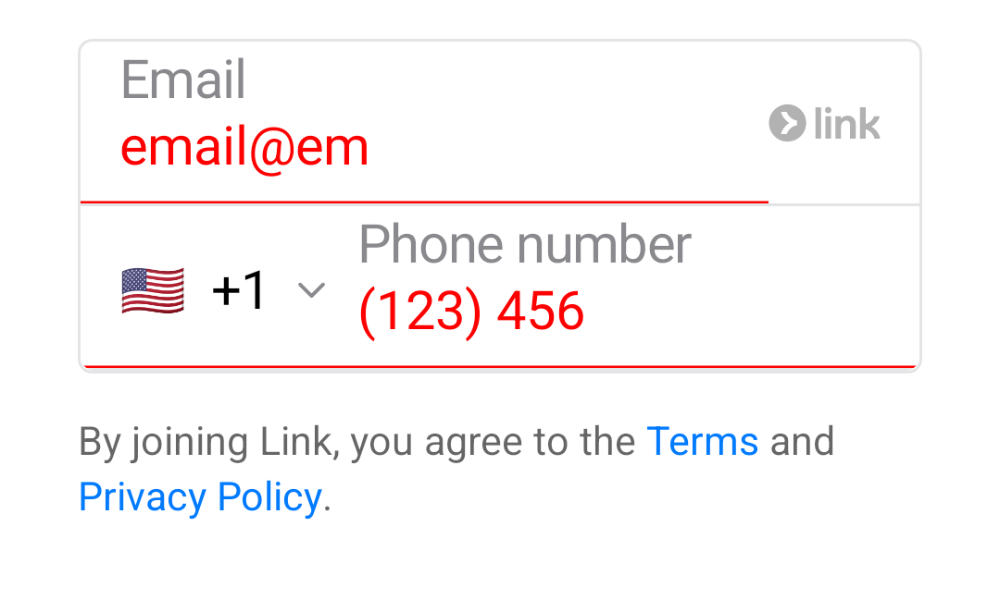 Email
email@em
link
+1
Phone number
(123) 456
By joining Link, you agree to the Terms and
Privacy Policy.